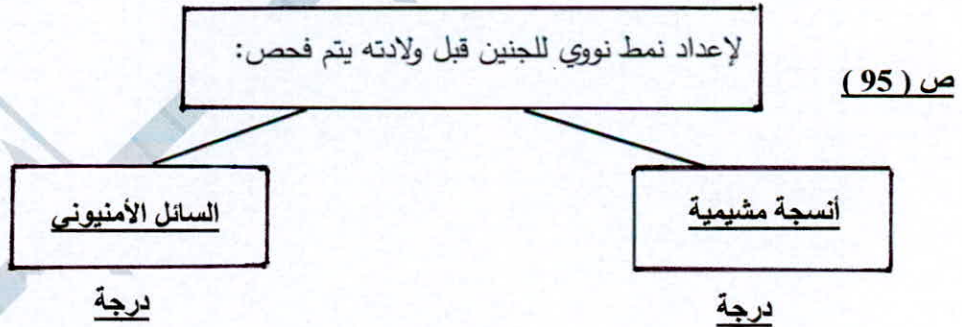 لإعداد نمط نووي للجنين قبل ولادته يتم فحص:
ص ( 95 )
أنسجة مشيمية
السائل الأمنيوني
درجة
درجة